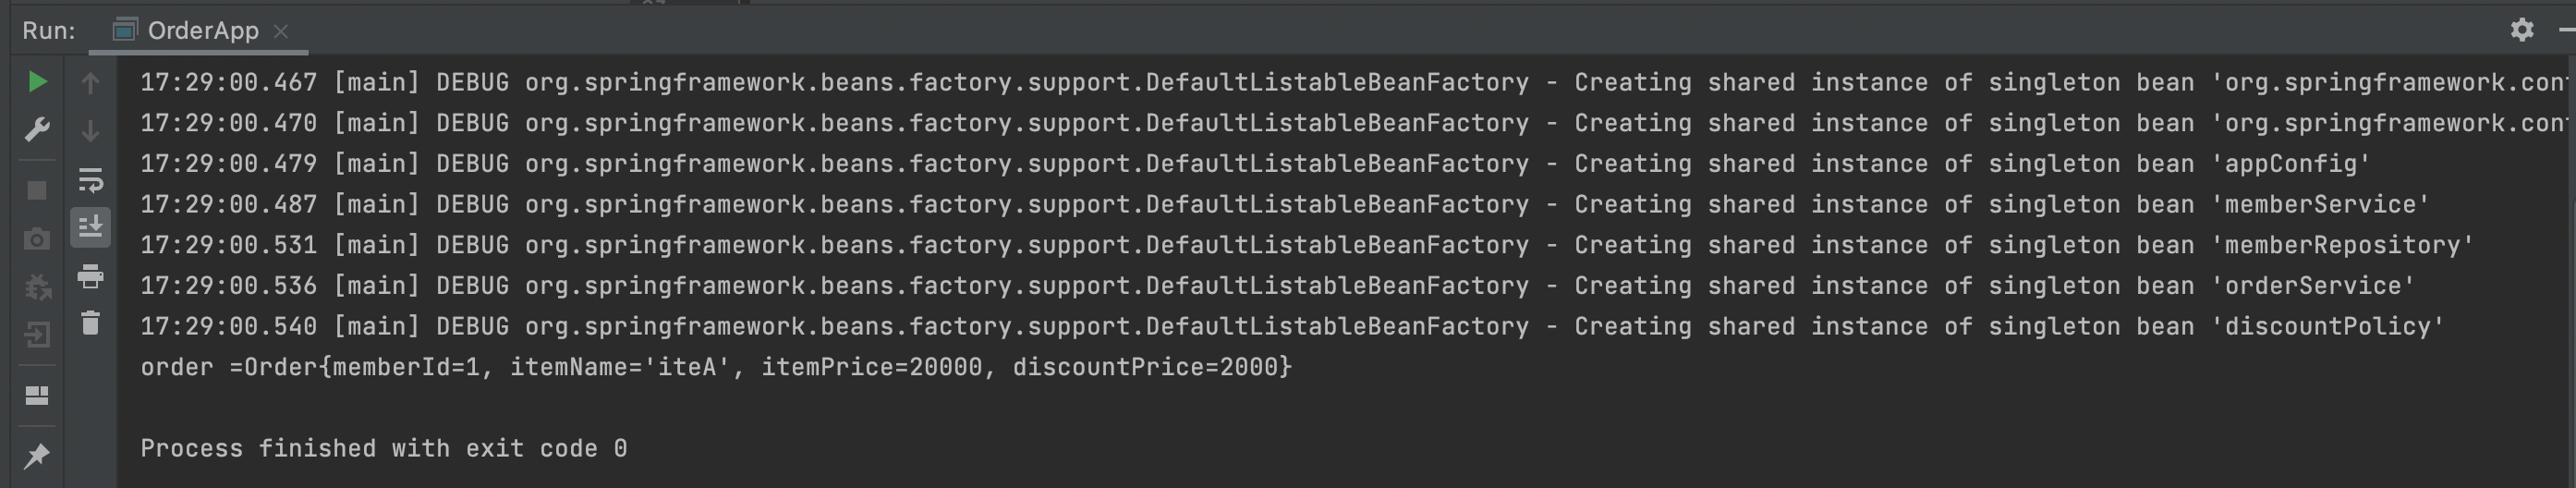 Run: OrderApp
17:29:00.467 [main] DEBUG org.springframework.beans.factory.support.DefaultListableBeanFactory - Creating shared instance of singleton bean 'org.springframework.con
17:29:00.470 [main] DEBUG org.springframework.beans.factory.support.DefaultListableBeanFactory - Creating shared instance of singleton bean 'org.springframework.con
17:29:00.479 [main] DEBUG org.springframework.beans.factory.support.DefaultListableBeanFactory - Creating shared instance of singleton bean 'appConfig'
17:29:00.487 [main] DEBUG org.springframework.beans.factory.support.DefaultListableBeanFactory - Creating shared instance of singleton bean 'memberService'
17:29:00.531 [main] DEBUG org.springframework.beans.factory.support.DefaultListableBeanFactory - Creating shared instance of singleton bean 'memberRepository'
17:29:00.536 [main] DEBUG org.springframework.beans.factory.support.DefaultListableBeanFactory - Creating shared instance of singleton bean 'orderService'
17:29:00.540 [main] DEBUG org.springframework.beans.factory.support.DefaultListableBeanFactory - Creating shared instance of singleton bean 'discountPolicy'
order =Order{memberId=1, itemName='iteA', itemPrice=20000, discountPrice=2000}
Process finished with exit code 0